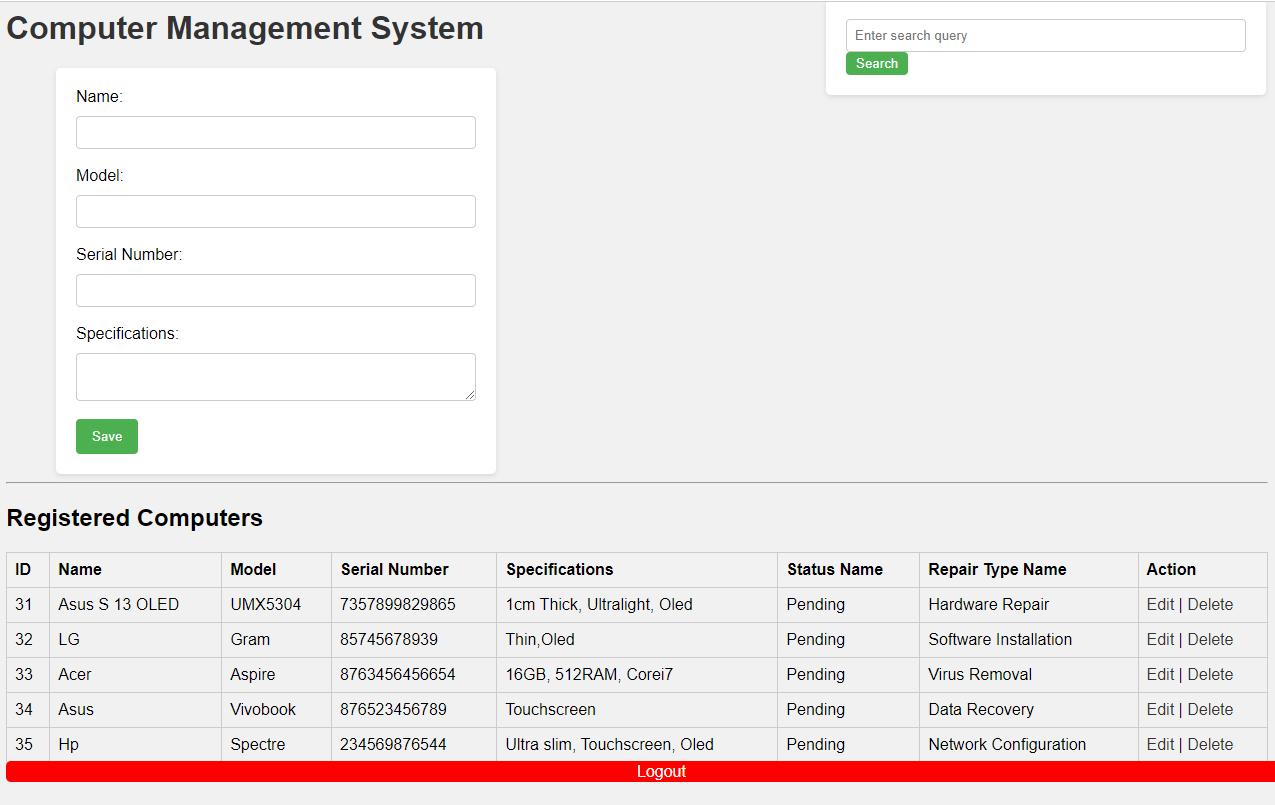 Computer Management System
Enter search query
Search
Name:
Model:
Serial Number:
Specifications:
Save
Registered Computers
ID Name Model Serial Number Specifications Status Name Repair Type Name Action
31 Asus S 13 OLED UMX5304 7357899829865 1cm Thick, Ultralight, Oled Pending Hardware Repair Edit | Delete
32 LG Gram 85745678939 Thin,Oled Pending Software Installation Edit | Delete
33 Acer Aspire 8763456456654 16GB, 512RAM, Corei7 Pending Virus Removal Edit | Delete
34 Asus Vivobook 876523456789 Touchscreen Pending Data Recovery Edit | Delete
35 Hp Spectre 234569876544 Ultra slim, Touchscreen, Oled Pending Network Configuration Edit | Delete
Logout